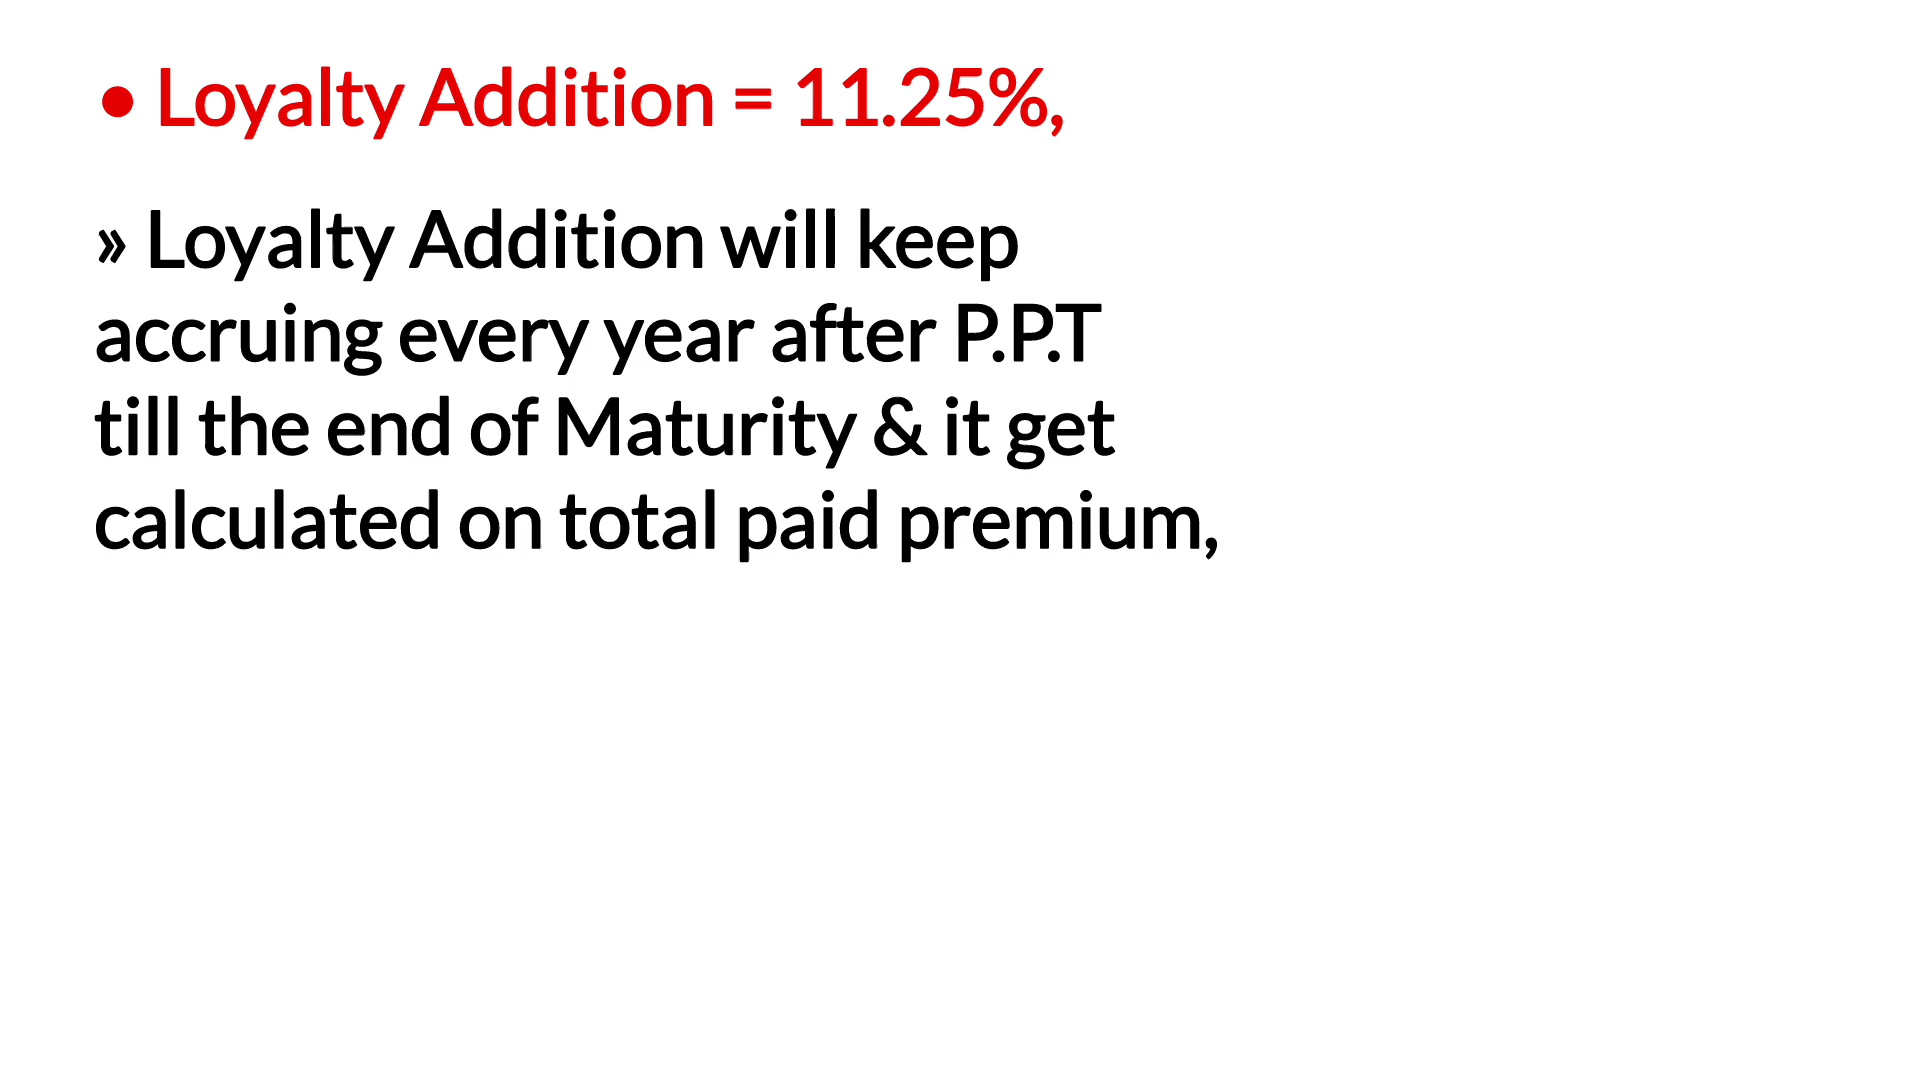 • Loyalty Addition = 11.25%,
» Loyalty Addition will keep
accruing every year after P.P.T
till the end of Maturity & it get
calculated on total paid premium,